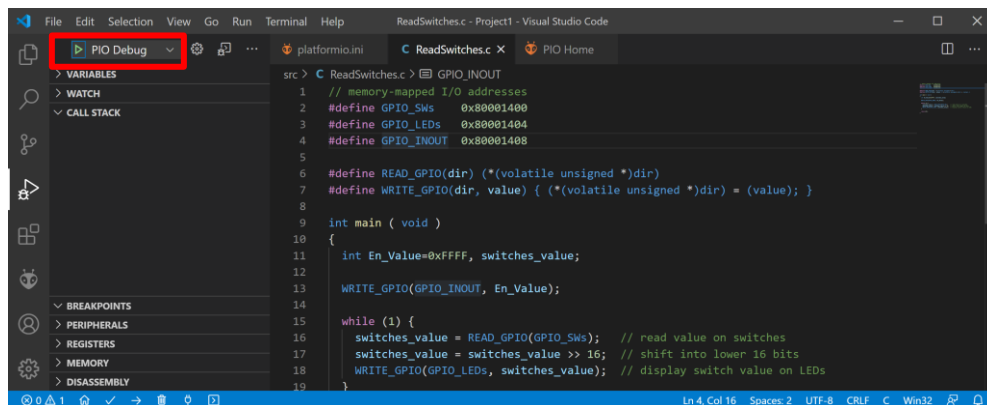 File Edit Selection View Go Run Terminal Help ReadSwitches.c - Project1 - Visual Studio Code
PIO Debug
platformio.ini C ReadSwitches.c PIO Home
VARIABLES
WATCH
CALL STACK
BREAKPOINTS
PERIPHERALS
REGISTERS
MEMORY
DISASSEMBLY
src > C ReadSwitches.c > GPIO_INOUT
1 // memory-mapped I/O addresses
2 #define GPIO_SWs 0x80001400
3 #define GPIO_LEDs 0x80001404
4 #define GPIO_INOUT 0x80001408
5
6 #define READ_GPIO(dir) (*(volatile unsigned *)dir)
7 #define WRITE_GPIO(dir, value) { (*(volatile unsigned *)dir) = (value); }
8
9 int main ( void )
10 {
11 int En_Value=0xFFFF, switches_value;
12
13 WRITE_GPIO(GPIO_INOUT, En_Value);
14
15 while (1) {
16 switches_value = READ_GPIO(GPIO_SWs); // read value on switches
17 switches_value = switches_value >> 16; // shift into lower 16 bits
18 WRITE_GPIO(GPIO_LEDs, switches_value); // display switch value on LEDs
19 }
0 1 Ln 4, Col 16 Spaces: 2 UTF-8 CRLF C Win32